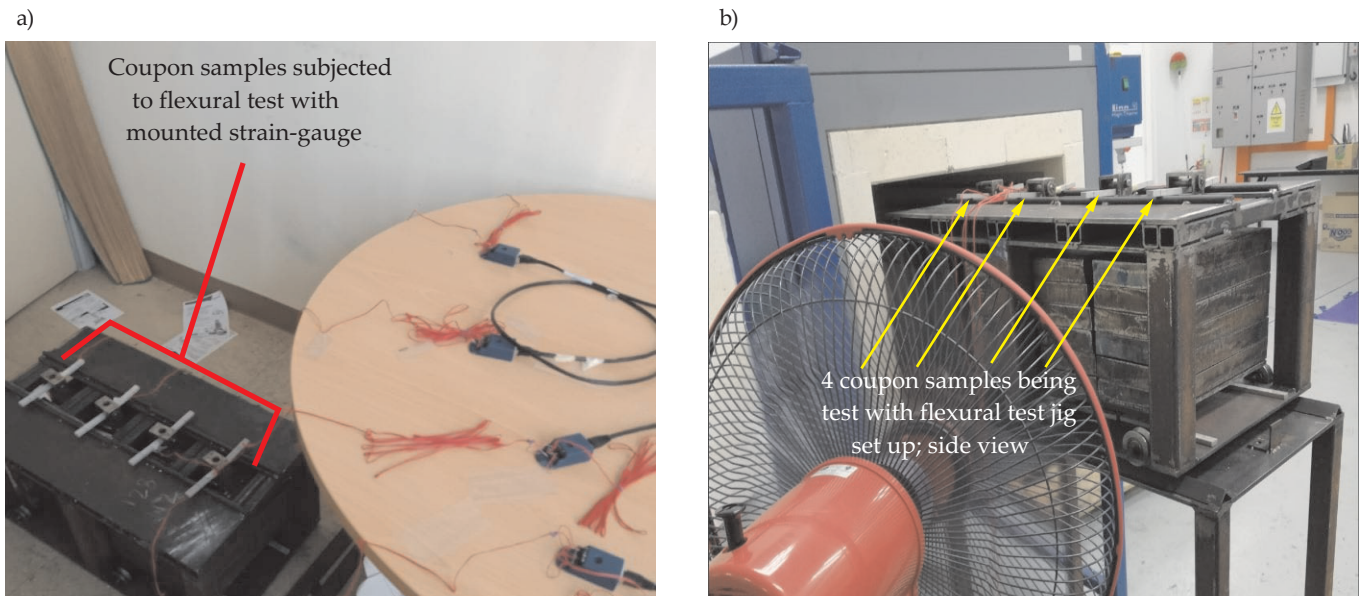 a)
Coupon samples subjected
to flexural test with
mounted strain-gauge
b)
4 coupon samples being
test with flexural test jig
set up; side view